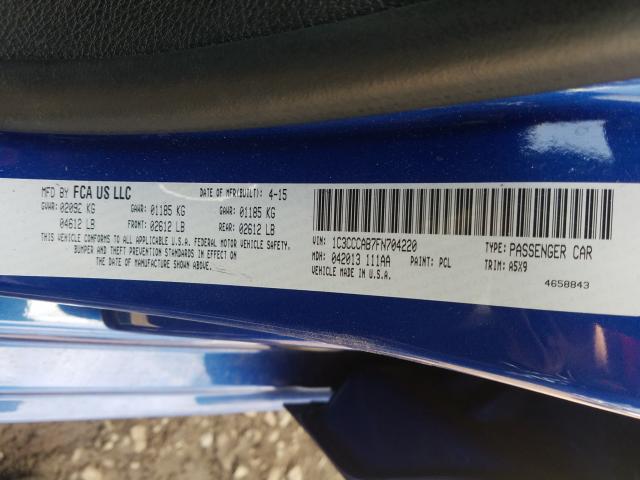 MFD BY FCA US LLC DATE OF MFR(BUILT): 4-15
GVWR: 02092 KG GAWR: 01185 KG GAWR: 01185 KG
04612 LB FRONT: 02612 LB REAR: 02612 LB
THIS VEHICLE CONFORMS TO ALL APPLICABLE FEDERAL MOTOR VEHICLE SAFETY,
BUMPER AND THEFT PREVENTION STANDARDS IN EFFECT ON
THE DATE OF MANUFACTURE SHOWN ABOVE.
VIN: 1C3CCCAB7FN704220 TYPE: PASSENGER CAR
MDH: 042013 111AA PAINT: PCL TRIM: A5X9
VEHICLE MADE IN U.S.A.
4658843